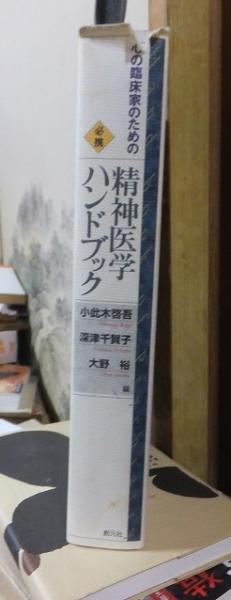 心の臨床家のための
必携
精神医学
ハンドブック
小此木啓吾
深津千賀子
大野 裕
編
創元社